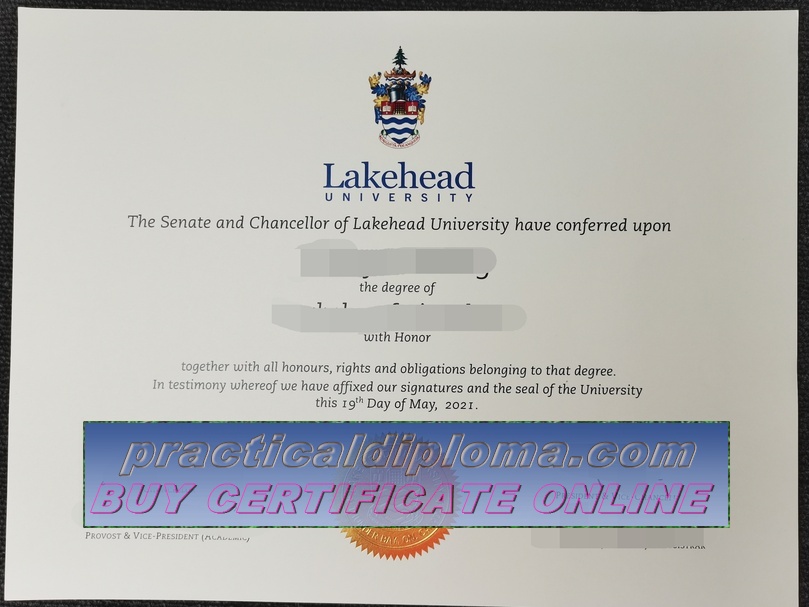 Lakehead
UNIVERSITY
The Senate and Chancellor of Lakehead University have conferred upon
the degree of
with Honor
together with all honours, rights and obligations belonging to that degree.
In testimony whereof we have affixed our signatures and the seal of the University
this 19th Day of May, 2021.
practicaldiploma.com
BUY CERTIFICATE ONLINE
PROVOST & VICE-PRESIDENT (ACADEMIC)